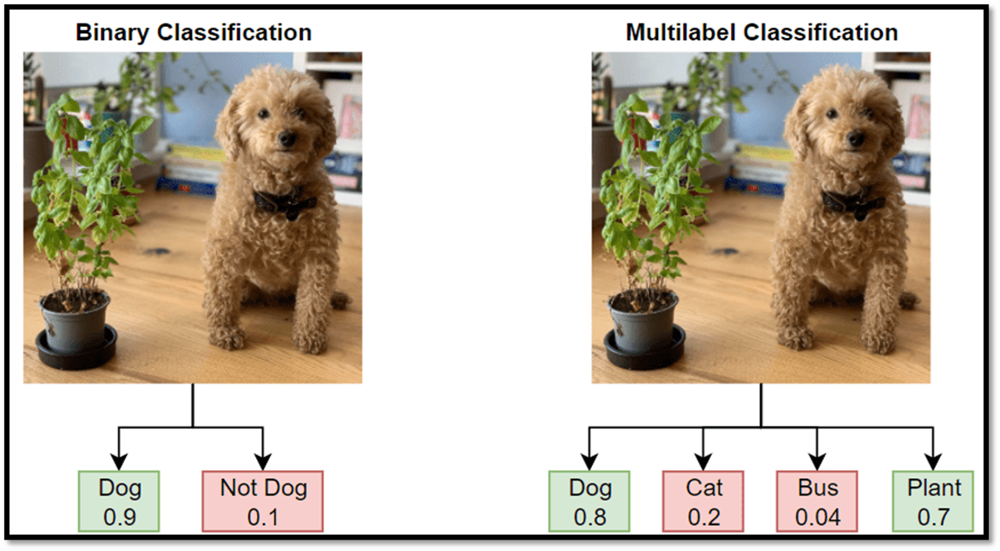 Binary Classification
Multilabel Classification
Dog
0.9
Not Dog
0.1
Dog
0.8
Cat
0.2
Bus
0.04
Plant
0.7